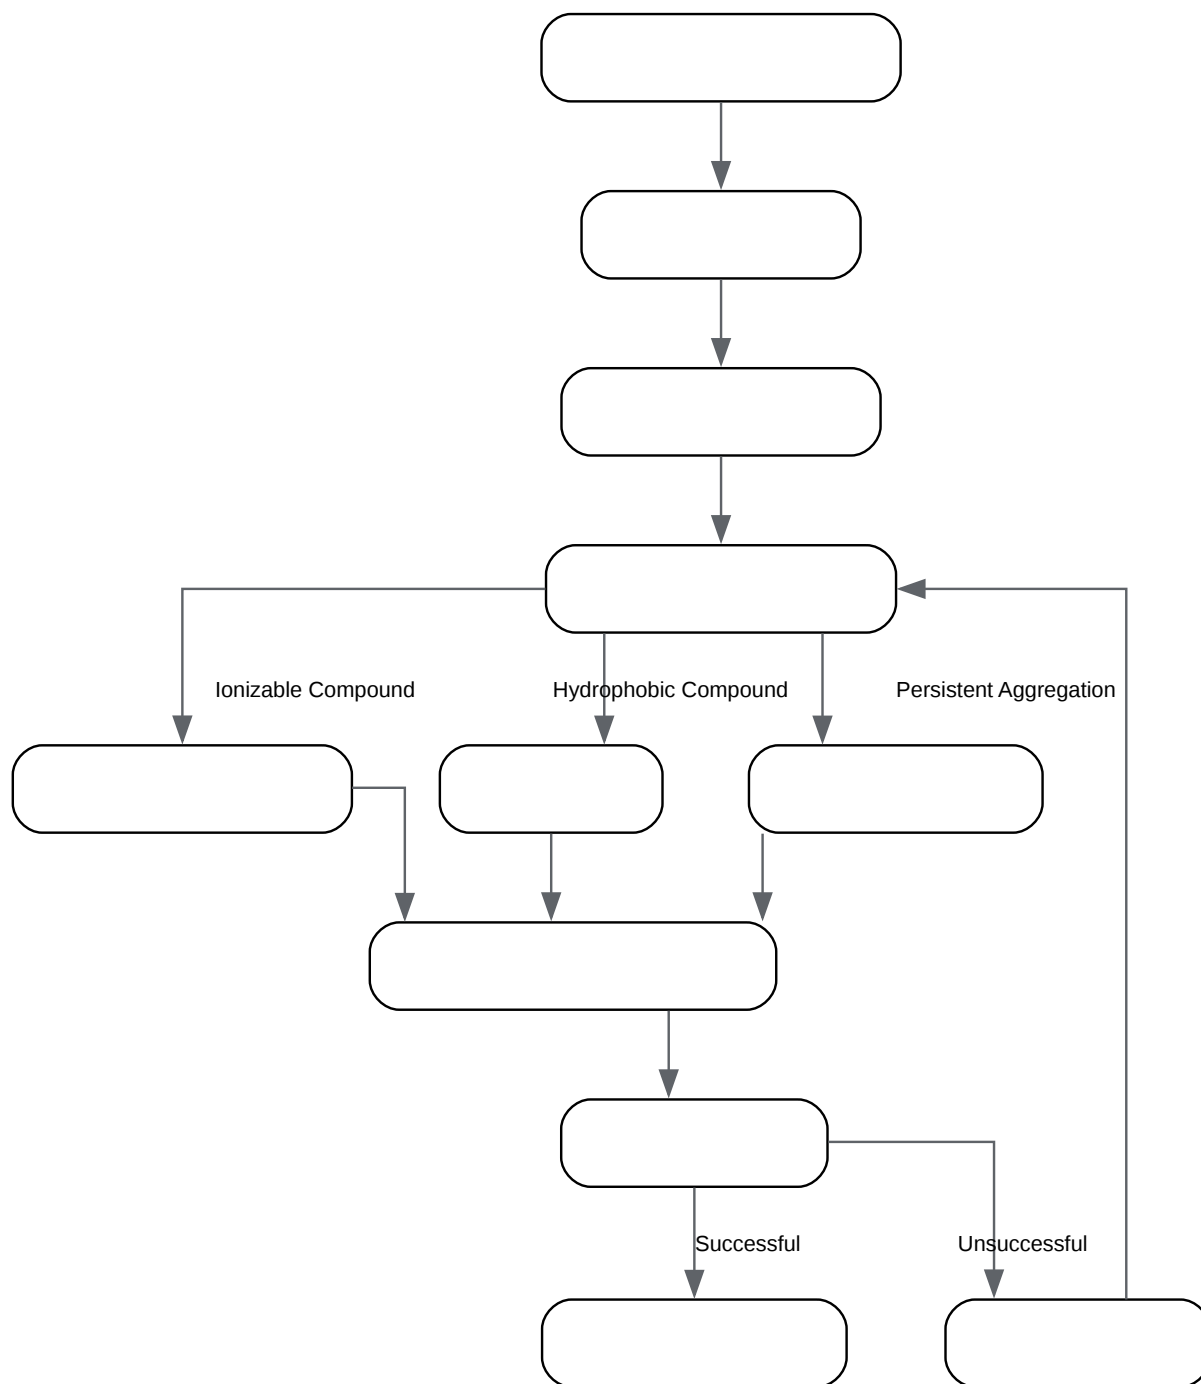 Ionizable Compound
Hydrophobic Compound
Persistent Aggregation
Successful
Unsuccessful